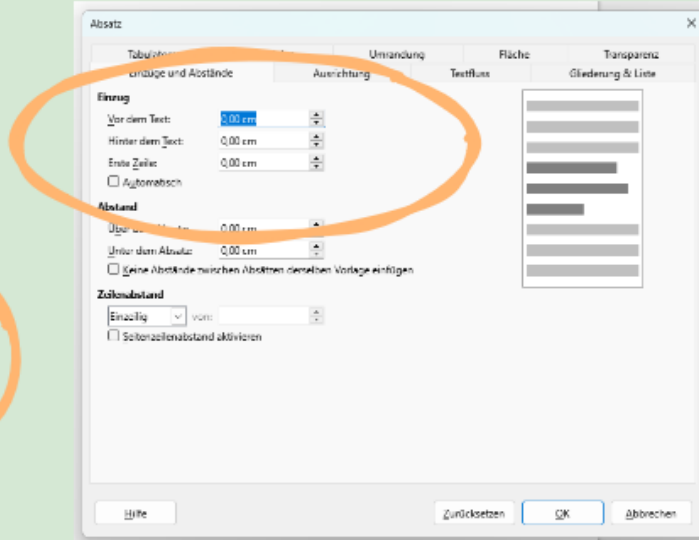 Absatz
Umrandung Fläche Transparenz
Einzüge und Abstände Ausrichtung Textfluss Gliederung & Liste
Einzug
Vor dem Text: 0,00 cm
Hinter dem Text: 0,00 cm
Erste Zeile: 0,00 cm
Automatisch
Abstand
0,00 cm
Unter dem Absatz: 0,00 cm
Keine Abstände zwischen Absätzen derselben Vorlage einfügen
Zeilenabstand
Einzeilig von:
Seitenzeilenabstand aktivieren
Hilfe Zurücksetzen OK Abbrechen